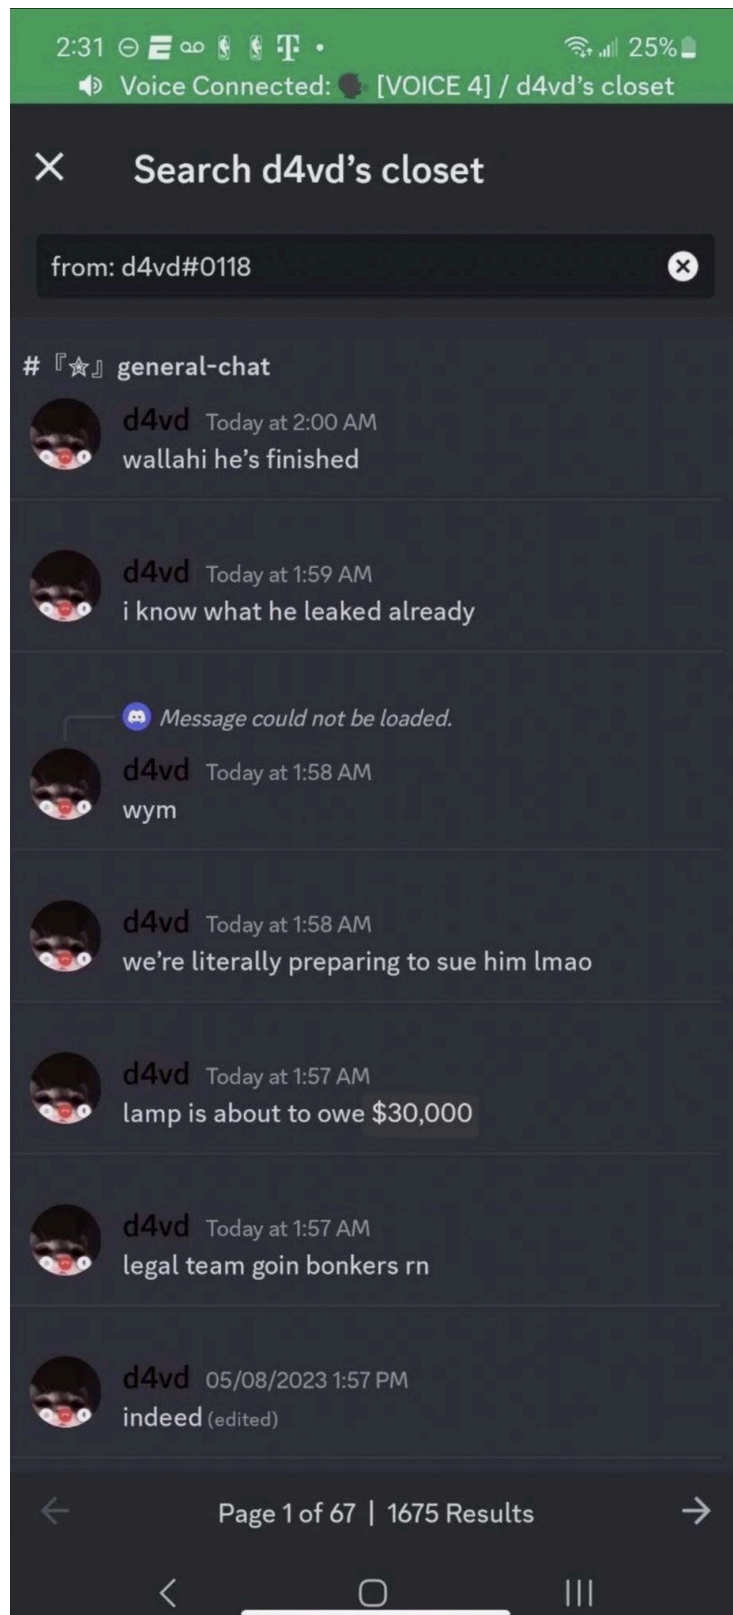 2:31 25%
Voice Connected: [VOICE 4] / d4vd's closet
Search d4vd's closet
from: d4vd#0118
# 『☆』 general-chat
d4vd Today at 2:00 AM
wallahi he's finished
d4vd Today at 1:59 AM
i know what he leaked already
Message could not be loaded.
d4vd Today at 1:58 AM
wym
d4vd Today at 1:58 AM
we're literally preparing to sue him lmao
d4vd Today at 1:57 AM
lamp is about to owe $30,000
d4vd Today at 1:57 AM
legal team goin bonkers rn
d4vd 05/08/2023 1:57 PM
indeed (edited)
Page 1 of 67 | 1675 Results